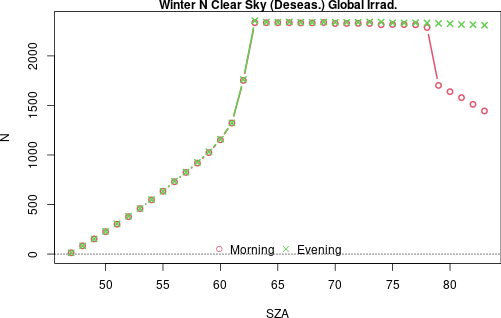 Winter N Clear Sky (Deseas.) Global Irrad.
2000
1500
1000
500
0
N
Morning Evening
50 55 60 65 70 75 80
SZA